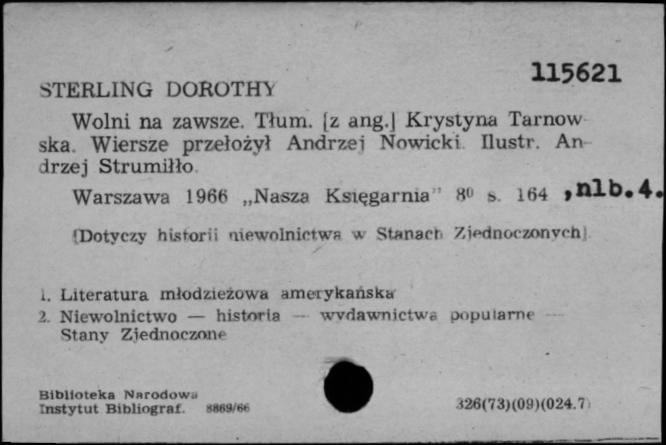 115621
STERLING DOROTHY
Wolni na zawsze. Tłum. [z ang.] Krystyna Tarnow-
ska. Wiersze przełożył Andrzej Nowicki. Ilustr. An-
drzej Strumiłło.
Warszawa 1966 „Nasza Księgarnia” 8⁰ s. 164 , nlb. 4.
[Dotyczy historii niewolnictwa w Stanach Zjednoczonych]
1. Literatura młodzieżowa amerykańska
2. Niewolnictwo — historia — wydawnictwa popularne —
Stany Zjednoczone
Biblioteka Narodowa
Instytut Bibliograf. 8869/66
326(73)(09)(024.7)